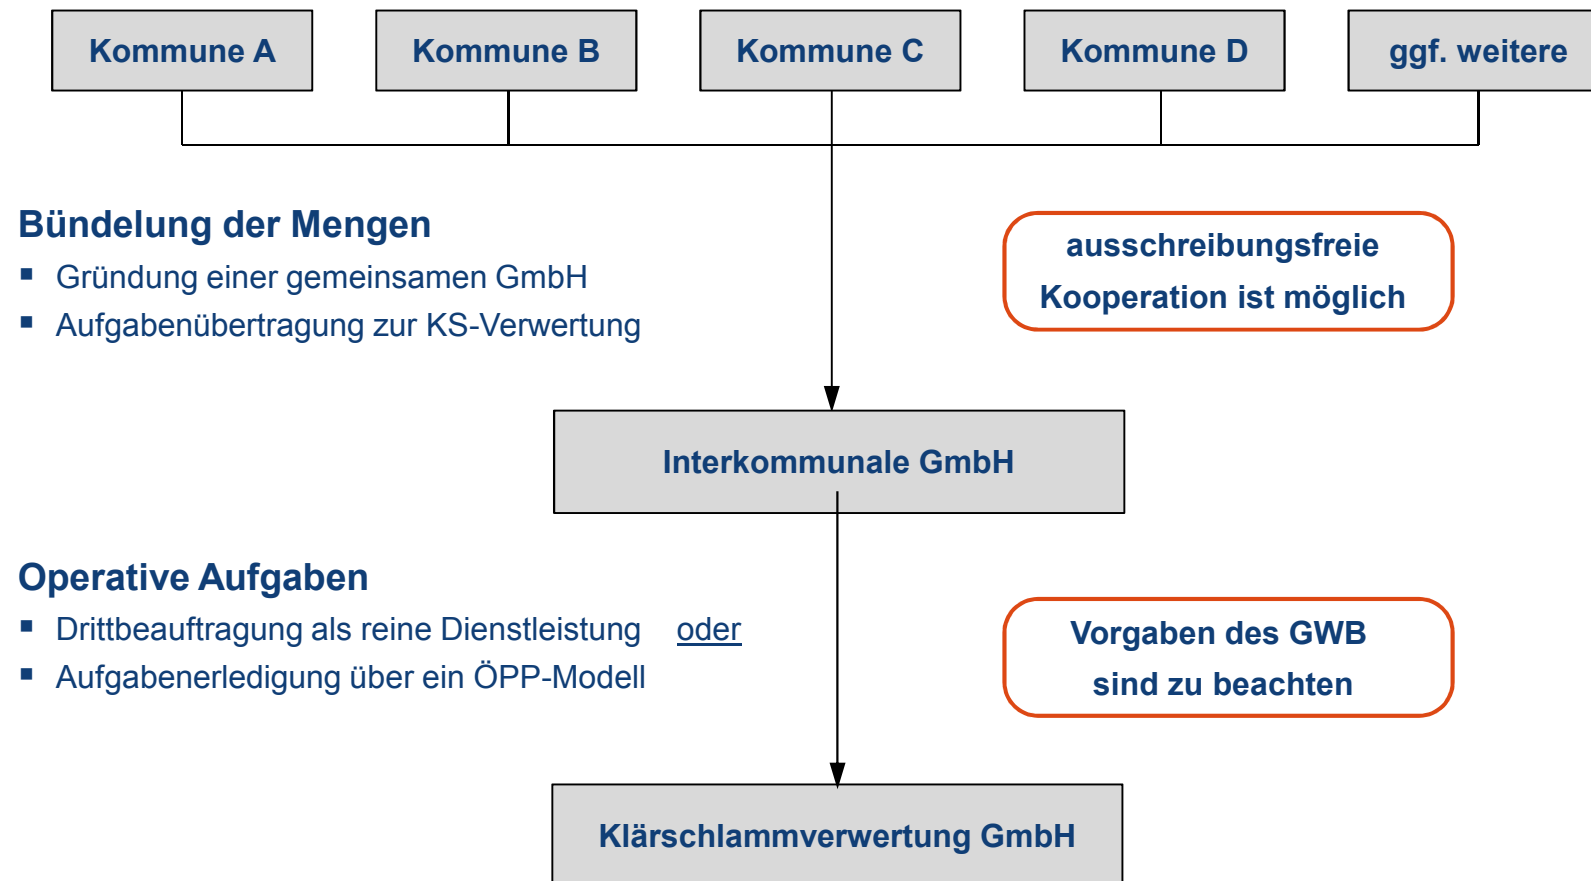 Kommune A
Kommune B
Kommune C
Kommune D
ggf. weitere
Bündelung der Mengen
▪ Gründung einer gemeinsamen GmbH
▪ Aufgabenübertragung zur KS-Verwertung
ausschreibungsfreie
Kooperation ist möglich
Interkommunale GmbH
Operative Aufgaben
▪ Drittbeauftragung als reine Dienstleistung oder
▪ Aufgabenerledigung über ein ÖPP-Modell
Vorgaben des GWB
sind zu beachten
Klärschlammverwertung GmbH